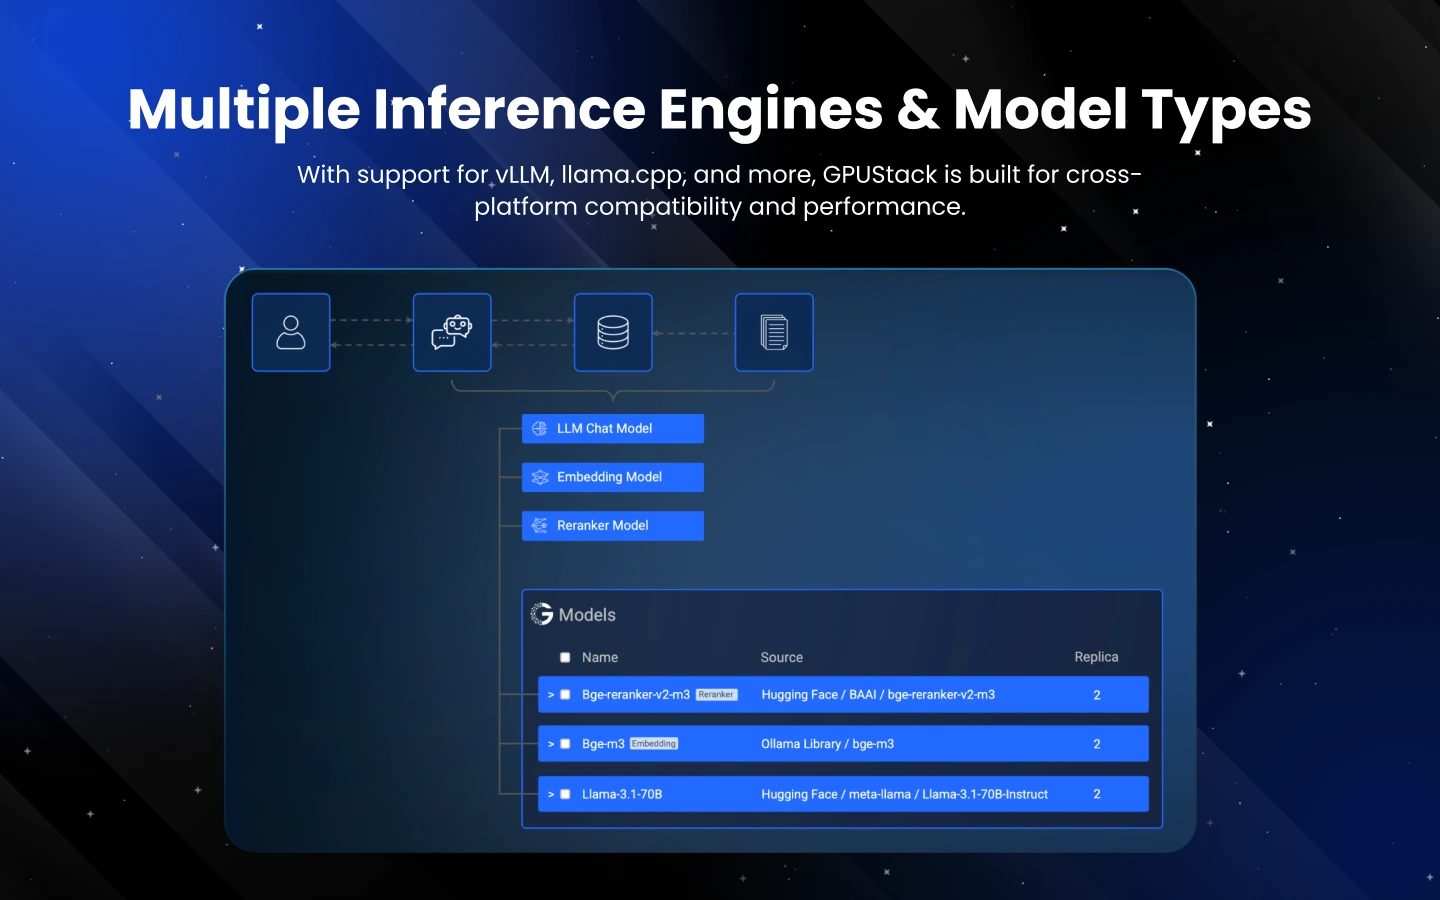 Multiple Inference Engines & Model Types
With support for vLLM, llama.cpp, and more, GPUStack is built for cross-
platform compatibility and performance.
LLM Chat Model
Embedding Model
Reranker Model
Models
Name Source Replica
> Bge-reranker-v2-m3 Reranker Hugging Face / BAAI / bge-reranker-v2-m3 2
> Bge-m3 Embedding Ollama Library / bge-m3 2
> Llama-3.1-70B Hugging Face / meta-llama / Llama-3.1-70B-Instruct 2